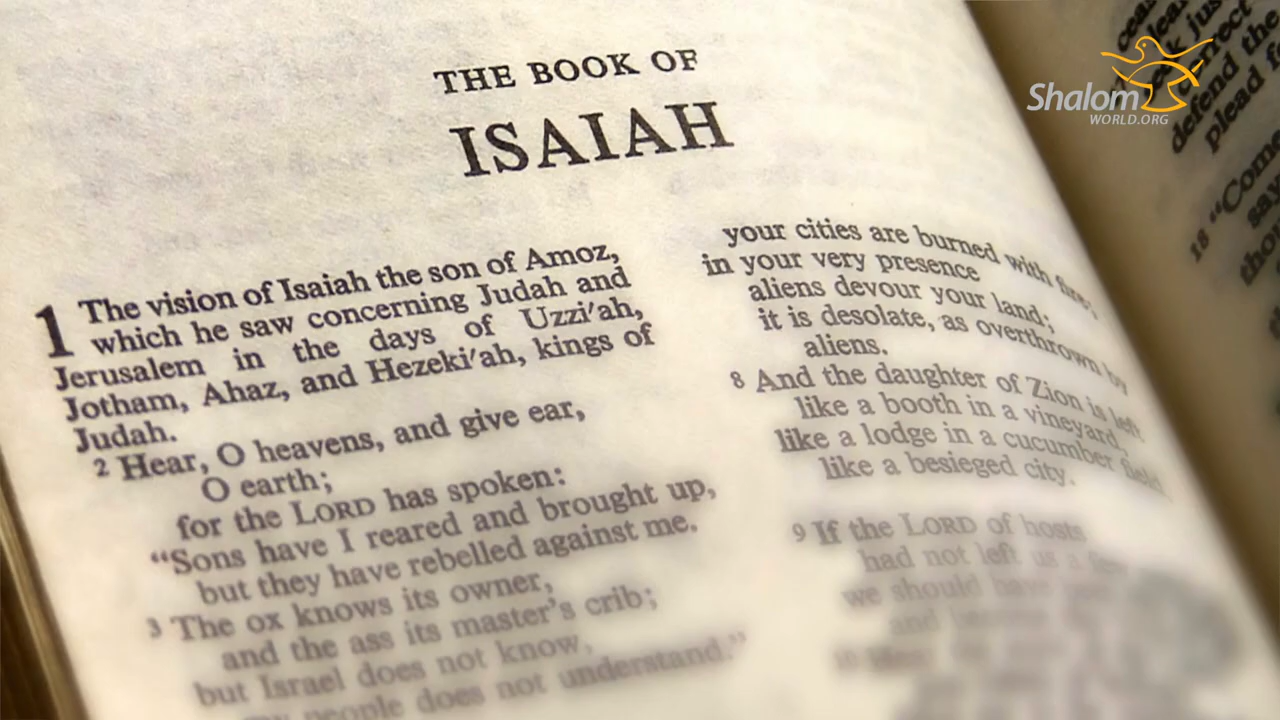 THE BOOK OF
ISAIAH
1 The vision of Isaiah the son of Amoz,
which he saw concerning Judah and
Jerusalem in the days of Uzzi′ah,
Jotham, Ahaz, and Hezeki′ah, kings of
Judah.
2 Hear, O heavens, and give ear,
O earth;
for the LORD has spoken:
“Sons have I reared and brought up,
but they have rebelled against me.
3 The ox knows its owner,
and the ass its master’s crib;
but Israel does not know,
my people does not understand.”
your cities are burned with fire;
in your very presence
aliens devour your land;
it is desolate, as overthrown by
aliens.
8 And the daughter of Zion is left
like a booth in a vineyard,
like a lodge in a cucumber field,
like a besieged city.
9 If the LORD of hosts
had not left us a few
we should have
and
10
correct
defend the
plead
18 “Come
Shalom
WORLD.ORG